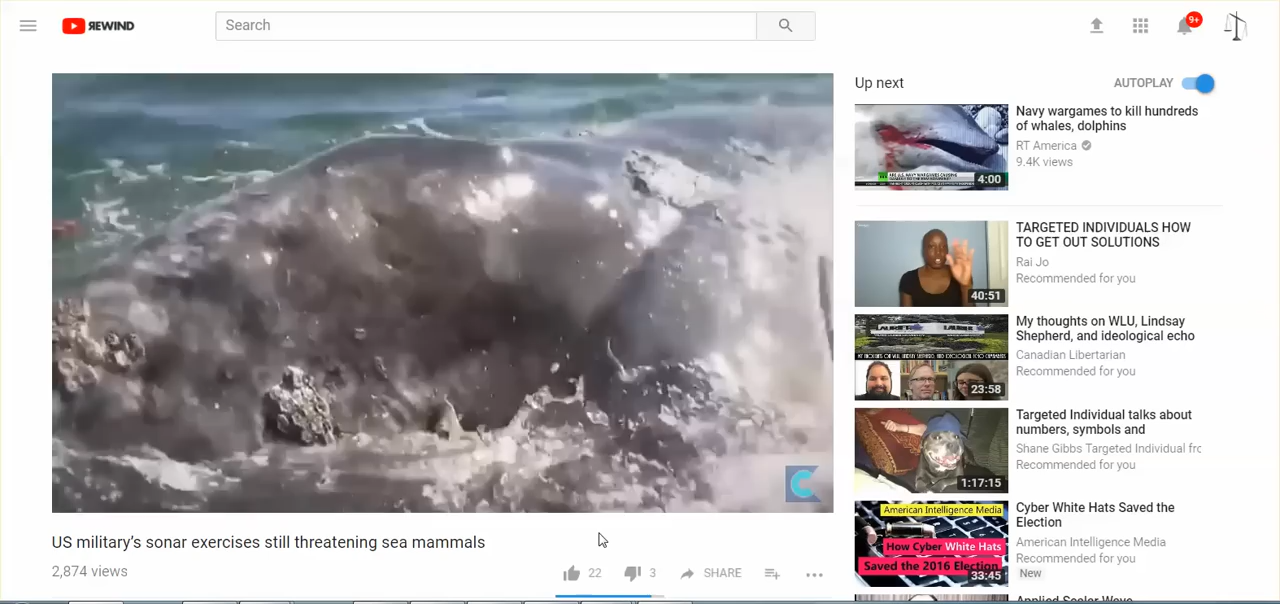 REWIND
Search
9+
Up next
AUTOPLAY
Navy wargames to kill hundreds
of whales, dolphins
RT America
9.4K views
4:00
TARGETED INDIVIDUALS HOW
TO GET OUT SOLUTIONS
Rai Jo
Recommended for you
40:51
My thoughts on WLU, Lindsay
Shepherd, and ideological echo
Canadian Libertarian
Recommended for you
23:58
Targeted Individual talks about
numbers, symbols and
Shane Gibbs Targeted Individual frc
Recommended for you
1:17:15
Cyber White Hats Saved the
Election
American Intelligence Media
Recommended for you
New
American Intelligence Media
How Cyber White Hats
Saved the 2016 Election
33:45
US military's sonar exercises still threatening sea mammals
2,874 views
22
3
SHARE